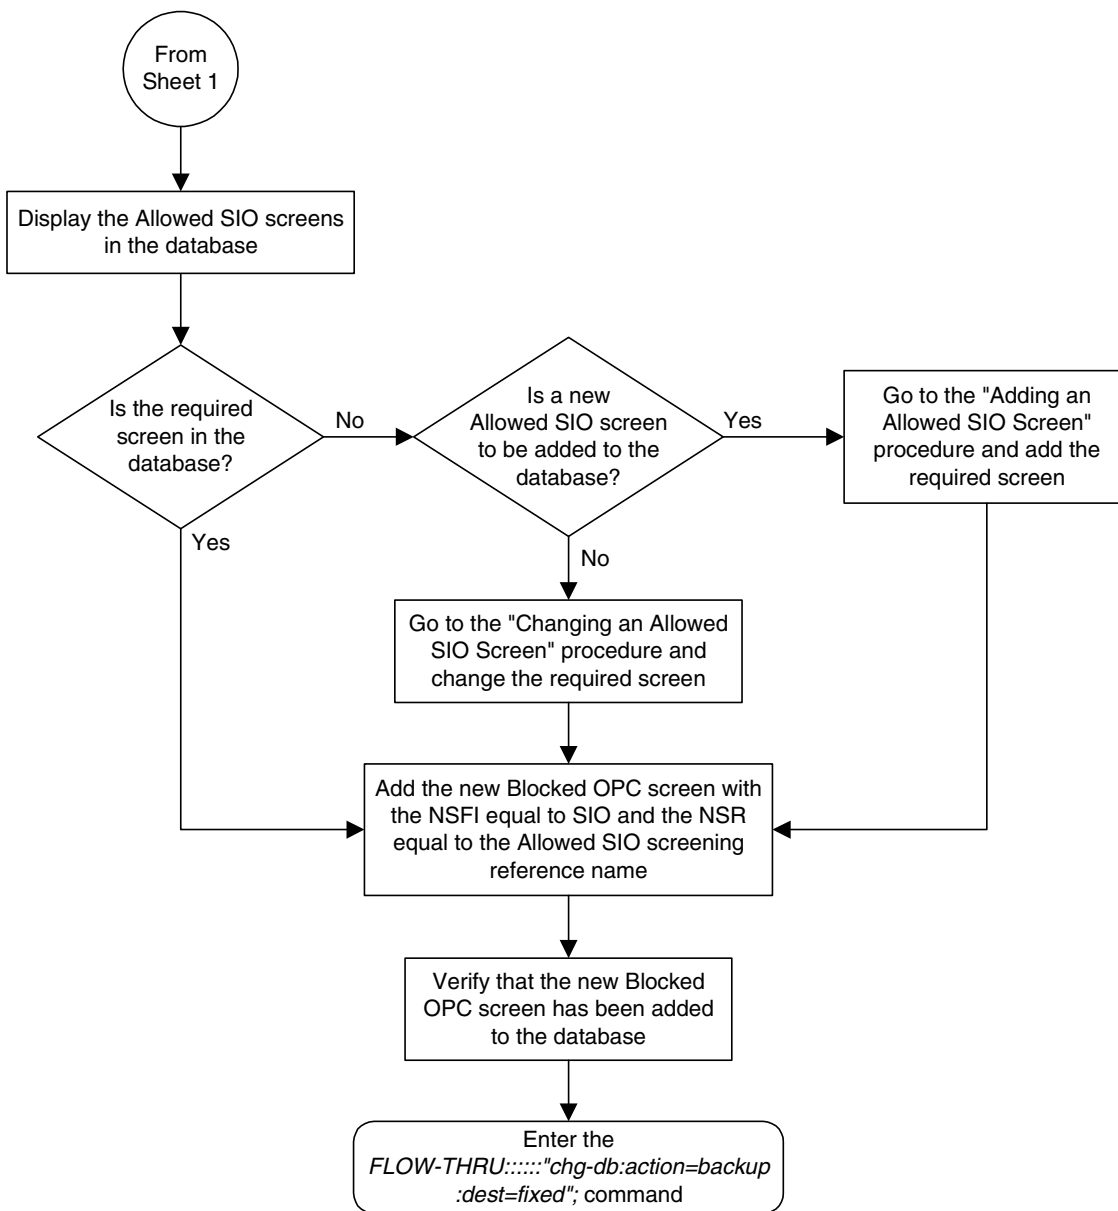 From
Sheet 1
Display the Allowed SIO screens
in the database
Is the required
screen in the
database?
No
Yes
Is a new
Allowed SIO screen
to be added to the
database?
Yes
No
Go to the "Adding an
Allowed SIO Screen"
procedure and add the
required screen
Go to the "Changing an Allowed
SIO Screen" procedure and
change the required screen
Add the new Blocked OPC screen with
the NSFI equal to SIO and the NSR
equal to the Allowed SIO screening
reference name
Verify that the new Blocked
OPC screen has been added
to the database
Enter the
FLOW-THRU::::::"chg-db:action=backup
:dest=fixed"; command